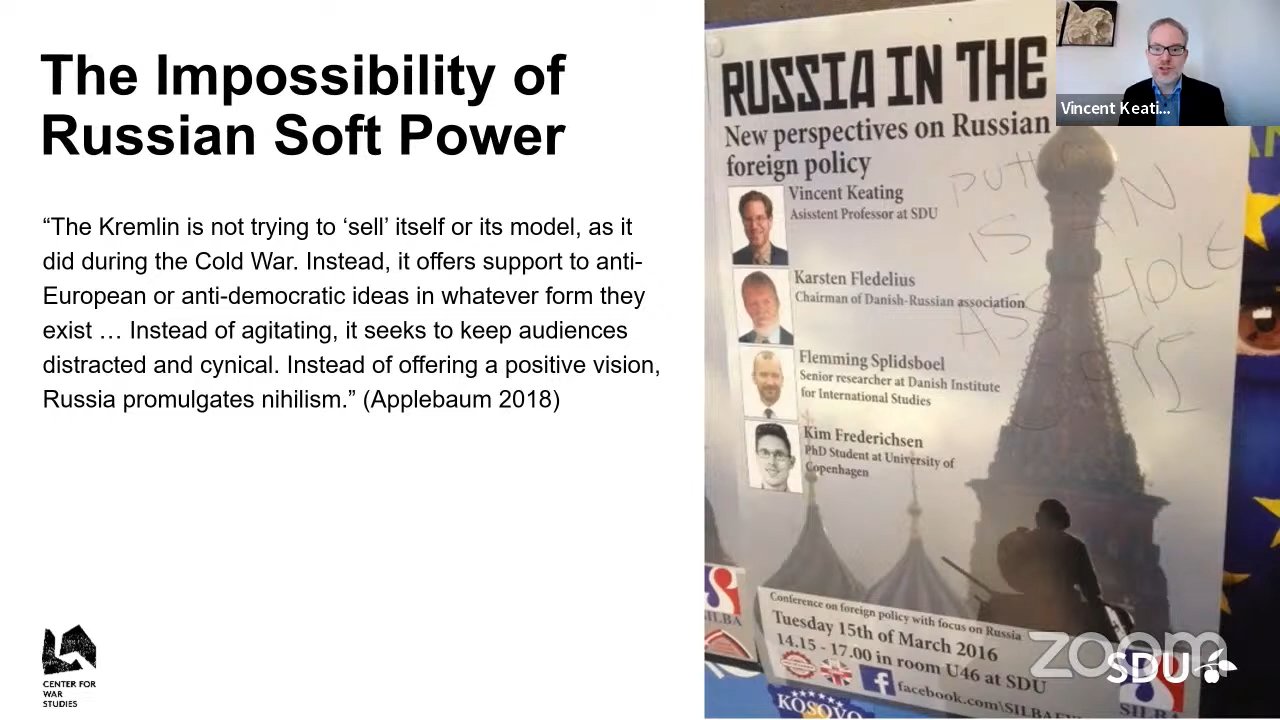 The Impossibility of
Russian Soft Power
“The Kremlin is not trying to ‘sell’ itself or its model, as it
did during the Cold War. Instead, it offers support to anti-
European or anti-democratic ideas in whatever form they
exist … Instead of agitating, it seeks to keep audiences
distracted and cynical. Instead of offering a positive vision,
Russia promulgates nihilism.” (Applebaum 2018)
CENTER FOR
WAR
STUDIES
Vincent Keati...
RUSSIA IN THE
New perspectives on Russian
foreign policy
Vincent Keating
Asisstent Professor at SDU
Karsten Fledelius
Chairman of Danish-Russian association
Flemming Splidsboel
Senior researcher at Danish Institute
for International Studies
Kim Frederichsen
PhD Student at University of
Copenhagen
IS AN
ASSHOLE
Conference on foreign policy with focus on Russia
Tuesday 15th of March 2016
14.15 - 17.00 in room U46 at SDU
facebook.com\SILBAFY
KOSOVO
SILBA
SILBA
zoom
SDU